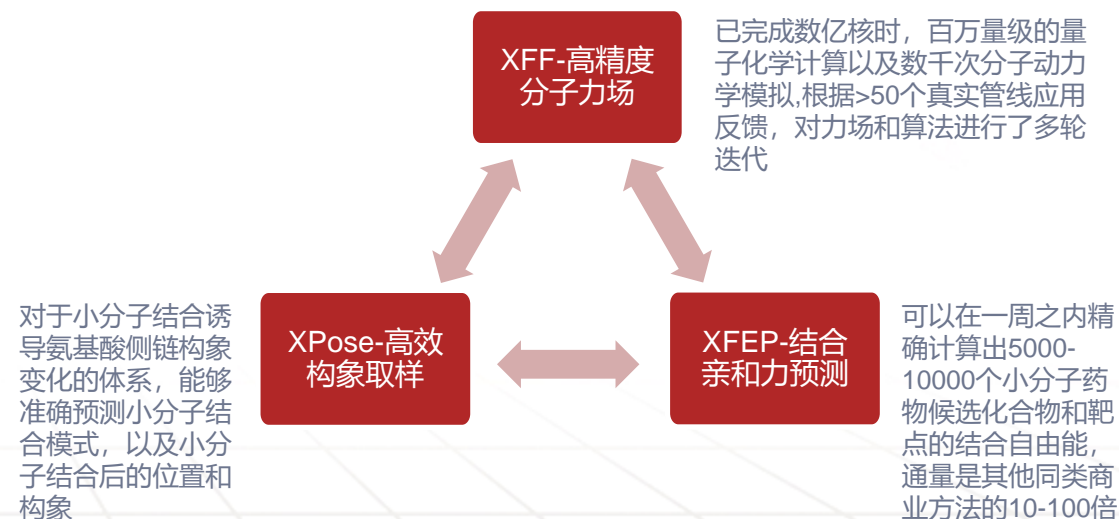 XFF-高精度
分子力场
已完成数亿核时，百万量级的量
子化学计算以及数千次分子动力
学模拟,根据>50个真实管线应用
反馈，对力场和算法进行了多轮
迭代
对于小分子结合诱
导氨基酸侧链构象
变化的体系，能够
准确预测小分子结
合模式，以及小分
子结合后的位置和
构象
XPose-高效
构象取样
XFEP-结合
亲和力预测
可以在一周之内精
确计算出5000-
10000个小分子药
物候选化合物和靶
点的结合自由能，
通量是其他同类商
业方法的10-100倍